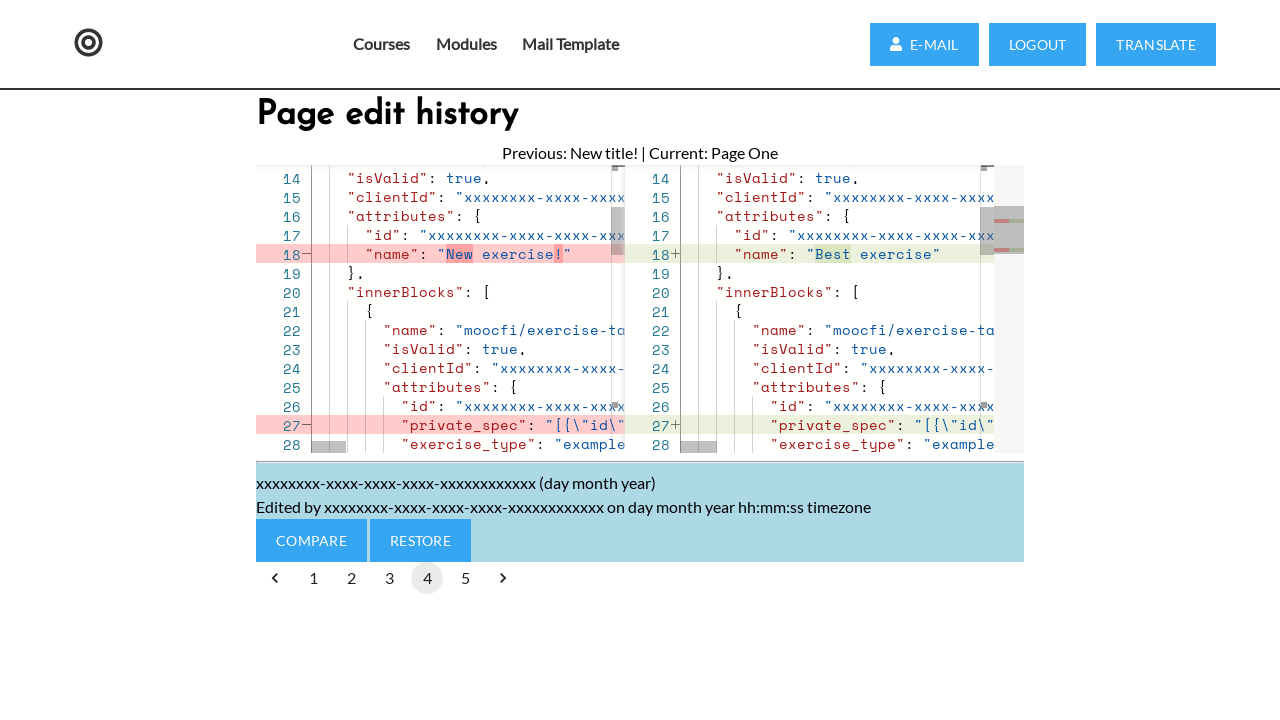 Courses Modules Mail Template E-MAIL LOGOUT TRANSLATE
Page edit history
Previous: New title! | Current: Page One
14 "isValid": true,
15 "clientId": "xxxxxxxx-xxxx-xxxx
16 "attributes": {
17 "id": "xxxxxxxx-xxxx-xxxx-xxx
18 "name": "New exercise!"
19 },
20 "innerBlocks": [
21 {
22 "name": "moocfi/exercise-ta
23 "isValid": true,
24 "clientId": "xxxxxxxx-xxxx-
25 "attributes": {
26 "id": "xxxxxxxx-xxxx-xxxx
27 "private_spec": "[{\"id\"
28 "exercise_type": "example
14 "isValid": true,
15 "clientId": "xxxxxxxx-xxxx-xxxx
16 "attributes": {
17 "id": "xxxxxxxx-xxxx-xxxx-xxx
18+ "name": "Best exercise"
19 },
20 "innerBlocks": [
21 {
22 "name": "moocfi/exercise-ta
23 "isValid": true,
24 "clientId": "xxxxxxxx-xxxx-
25 "attributes": {
26 "id": "xxxxxxxx-xxxx-xxxx
27+ "private_spec": "[{\"id\"
28 "exercise_type": "example
xxxxxxxx-xxxx-xxxx-xxxx-xxxxxxxxxxxx (day month year)
Edited by xxxxxxxx-xxxx-xxxx-xxxx-xxxxxxxxxxxx on day month year hh:mm:ss timezone
COMPARE RESTORE
1 2 3 4 5